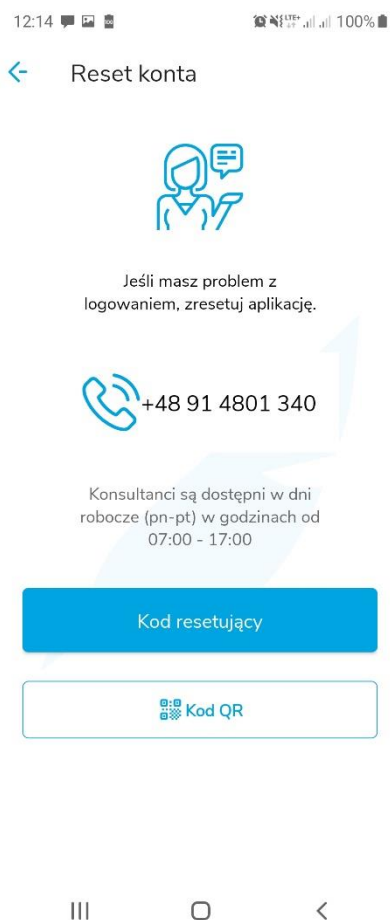 12:14 LTE+ 100%
Reset konta
Jeśli masz problem z
logowaniem, zresetuj aplikację.
+48 91 4801 340
Konsultanci są dostępni w dni
robocze (pn-pt) w godzinach od
07:00 - 17:00
Kod resetujący
Kod QR